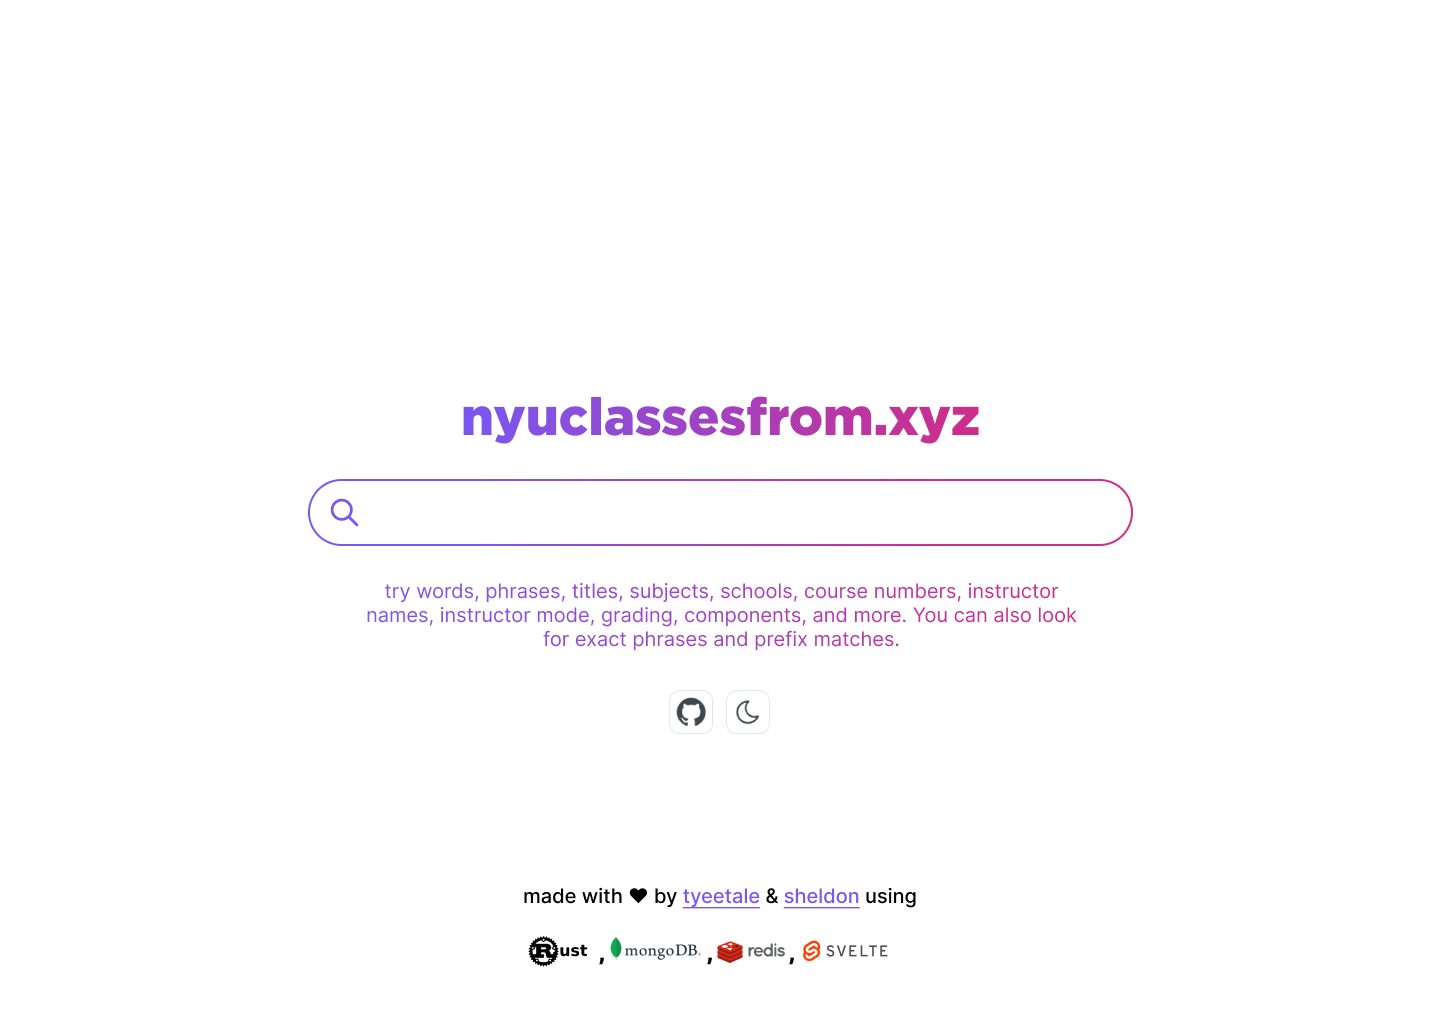 nyuclassesfrom.xyz
try words, phrases, titles, subjects, schools, course numbers, instructor
names, instructor mode, grading, components, and more. You can also look
for exact phrases and prefix matches.
made with ❤ by tyeetale & sheldon using
Rust , mongoDB. , redis , SVELTE